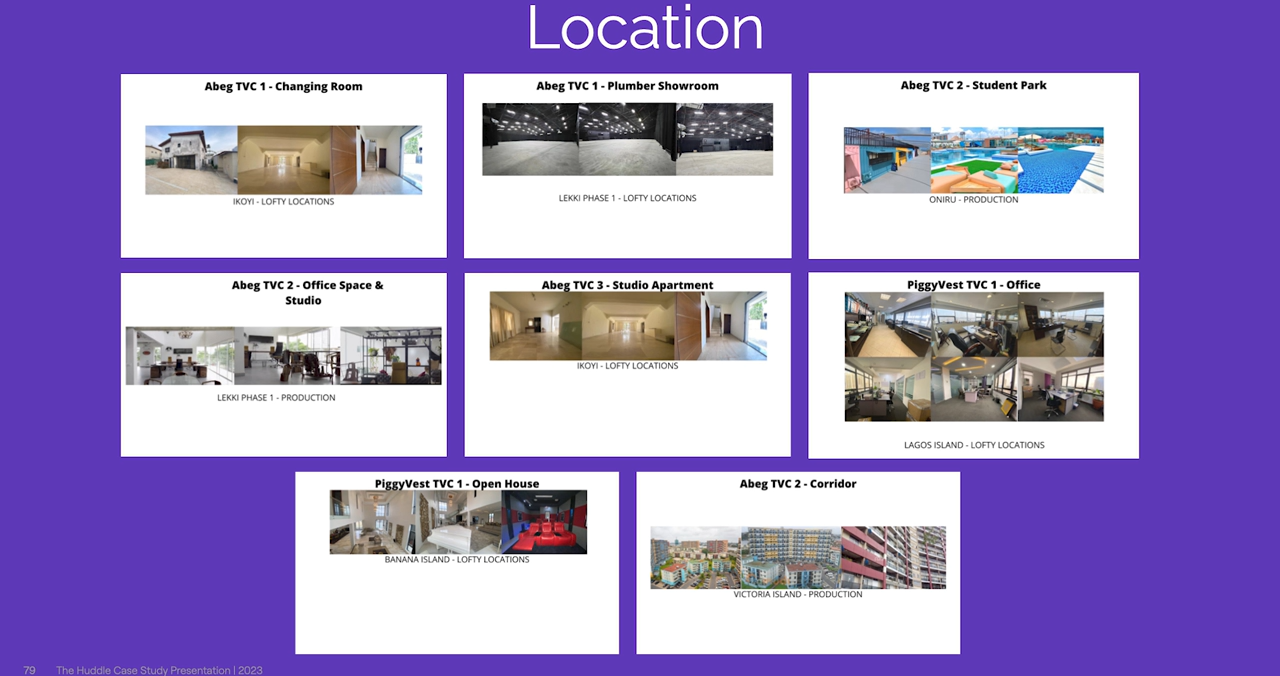 Location
Abeg TVC 1 - Changing Room
IKOYI - LOFTY LOCATIONS
Abeg TVC 1 - Plumber Showroom
LEKKI PHASE 1 - LOFTY LOCATIONS
Abeg TVC 2 - Student Park
ONIRU - PRODUCTION
Abeg TVC 2 - Office Space &
Studio
LEKKI PHASE 1 - PRODUCTION
Abeg TVC 3 - Studio Apartment
IKOYI - LOFTY LOCATIONS
PiggyVest TVC 1 - Office
LAGOS ISLAND - LOFTY LOCATIONS
PiggyVest TVC 1 - Open House
BANANA ISLAND - LOFTY LOCATIONS
Abeg TVC 2 - Corridor
VICTORIA ISLAND - PRODUCTION
79 The Huddle Case Study Presentation | 2023